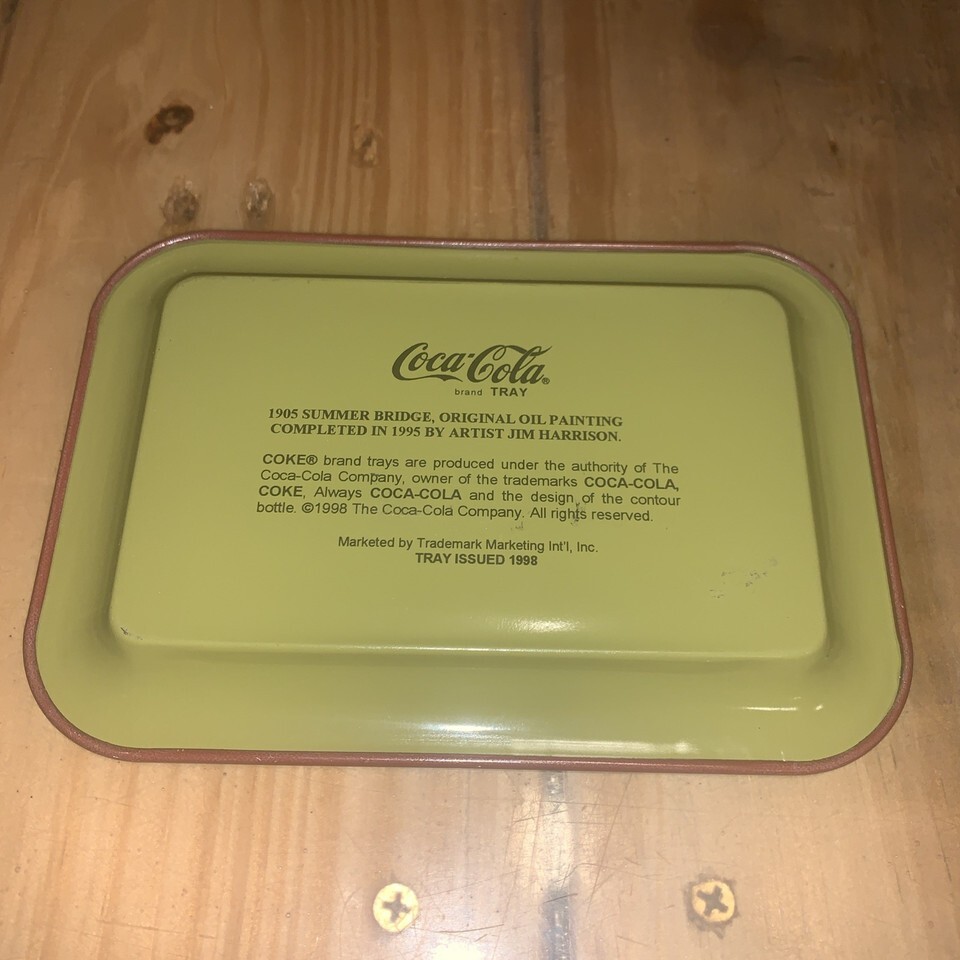 Coca-Cola®
brand TRAY
1905 SUMMER BRIDGE, ORIGINAL OIL PAINTING
COMPLETED IN 1995 BY ARTIST JIM HARRISON.
COKE® brand trays are produced under the authority of The
Coca-Cola Company, owner of the trademarks COCA-COLA,
COKE, Always COCA-COLA and the design of the contour
bottle. ©1998 The Coca-Cola Company. All rights reserved.
Marketed by Trademark Marketing Int'l, Inc.
TRAY ISSUED 1998